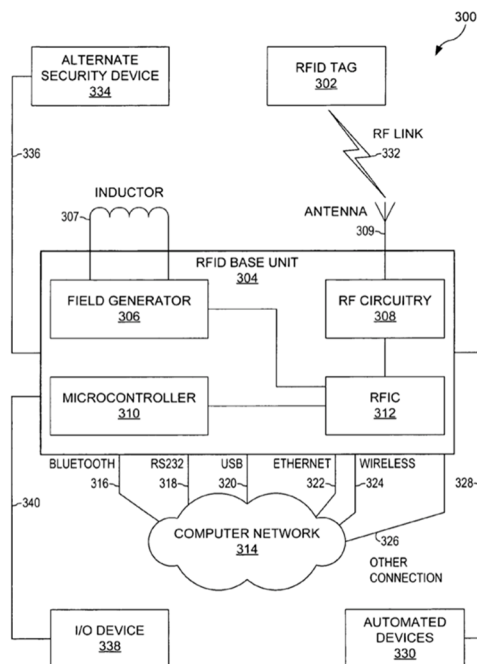 300
ALTERNATE
SECURITY DEVICE
334
RFID TAG
302
RF LINK
332
336
INDUCTOR
307
ANTENNA
309
RFID BASE UNIT
304
FIELD GENERATOR
306
RF CIRCUITRY
308
MICROCONTROLLER
310
RFIC
312
BLUETOOTH
RS232
USB
ETHERNET
WIRELESS
316
318
320
322
324
328
340
COMPUTER NETWORK
314
326
OTHER
CONNECTION
I/O DEVICE
338
AUTOMATED
DEVICES
330